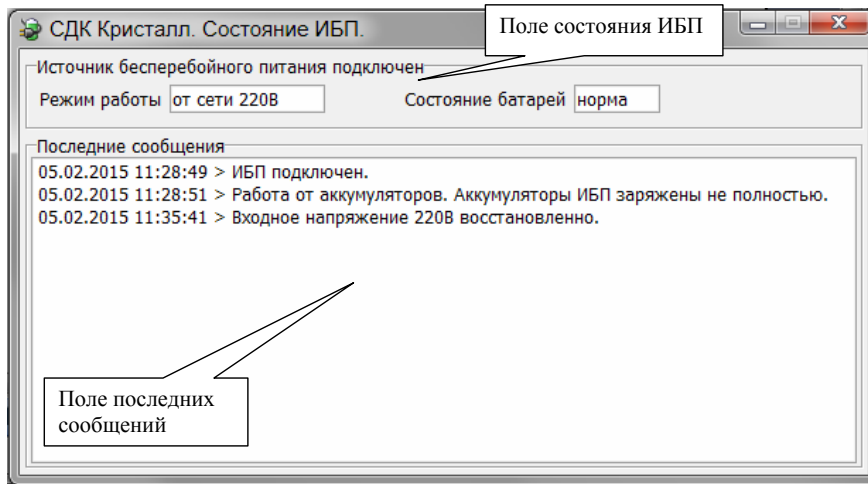 СДК Кристалл. Состояние ИБП.
Поле состояния ИБП
Источник бесперебойного питания подключен
Режим работы от сети 220В Состояние батарей норма
Последние сообщения
05.02.2015 11:28:49 > ИБП подключен.
05.02.2015 11:28:51 > Работа от аккумуляторов. Аккумуляторы ИБП заряжены не полностью.
05.02.2015 11:35:41 > Входное напряжение 220В восстановленно.
Поле последних
сообщений